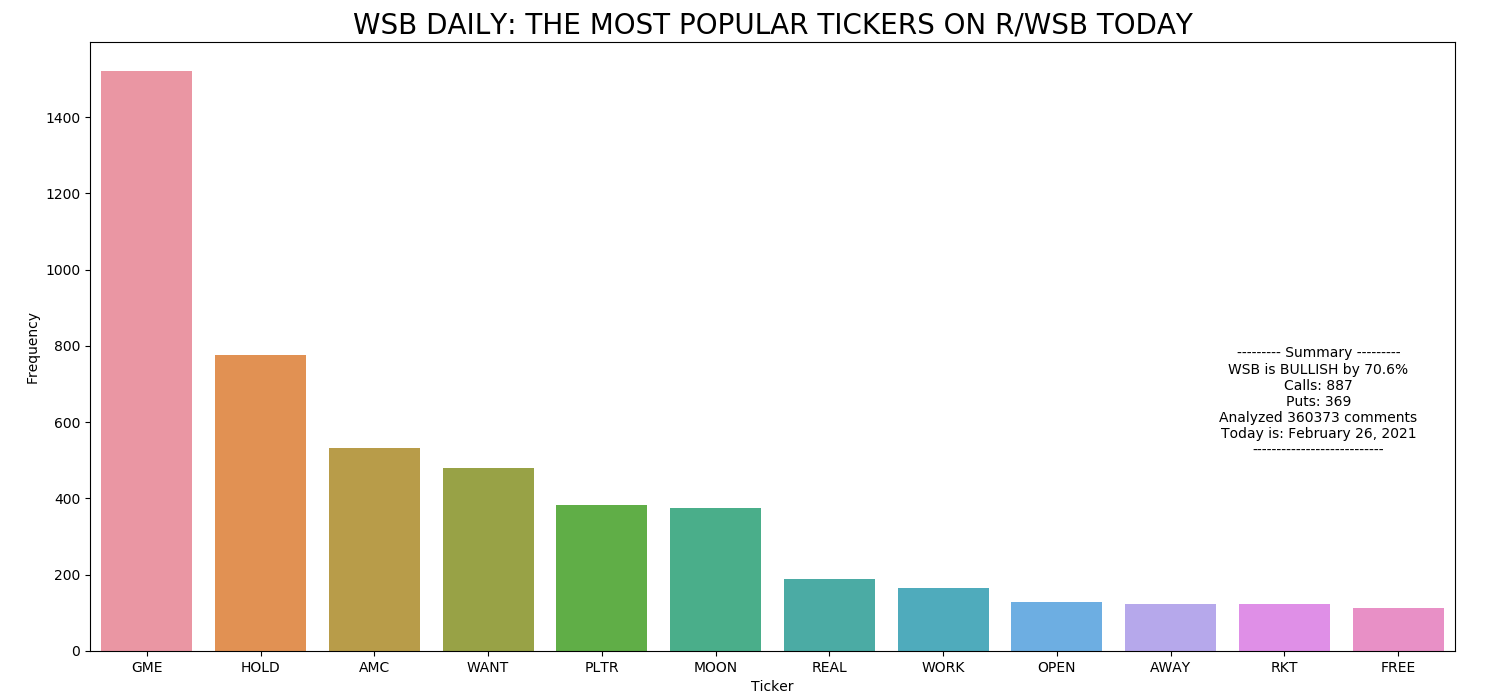 WSB DAILY: THE MOST POPULAR TICKERS ON R/WSB TODAY
1400
1200
1000
800
600
400
200
0
Frequency
--------- Summary ---------
WSB is BULLISH by 70.6%
Calls: 887
Puts: 369
Analyzed 360373 comments
Today is: February 26, 2021
----------------------------
GME HOLD AMC WANT PLTR MOON REAL WORK OPEN AWAY RKT FREE
Ticker